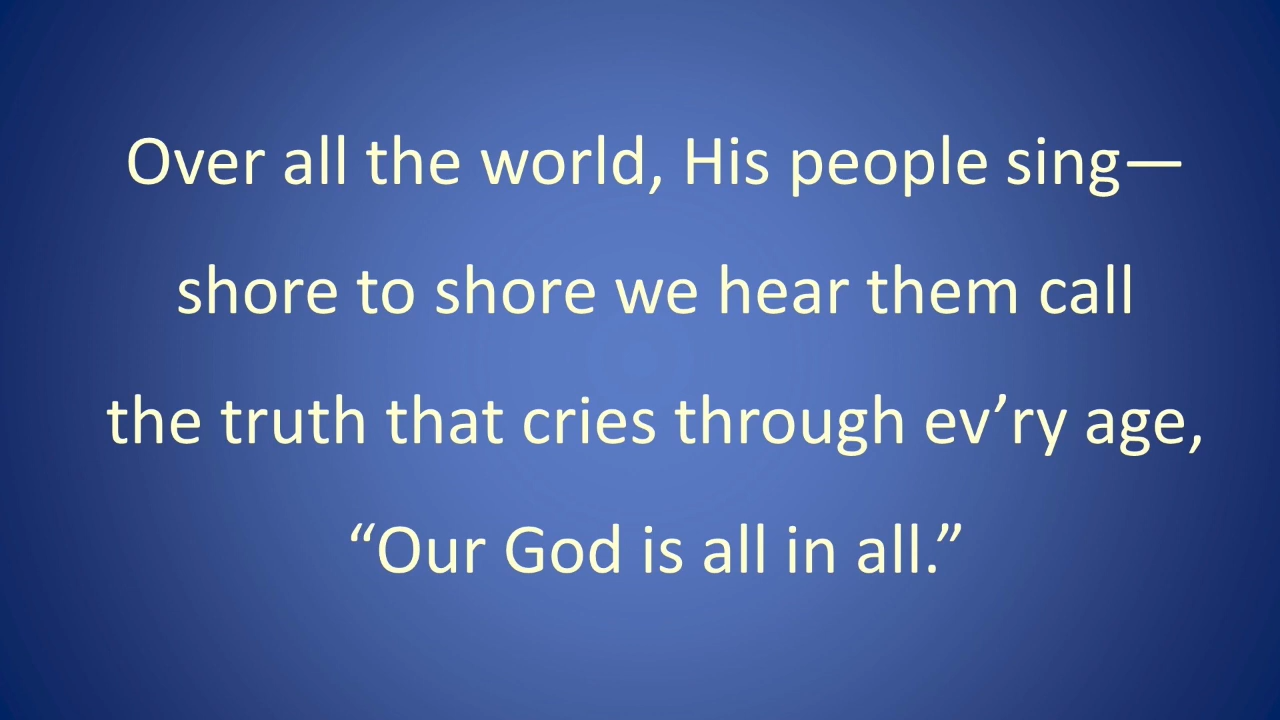 Over all the world, His people sing—
shore to shore we hear them call
the truth that cries through ev’ry age,
“Our God is all in all.”